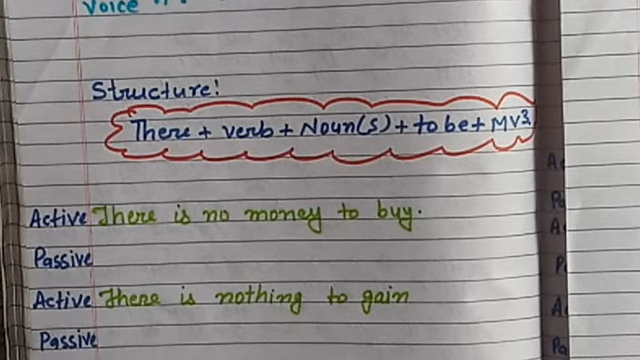 Voice
Structure!
There + verb + Noun(s) + to be + MV3
Active There is no money to buy.
Passive
Active There is nothing to gain
Passive